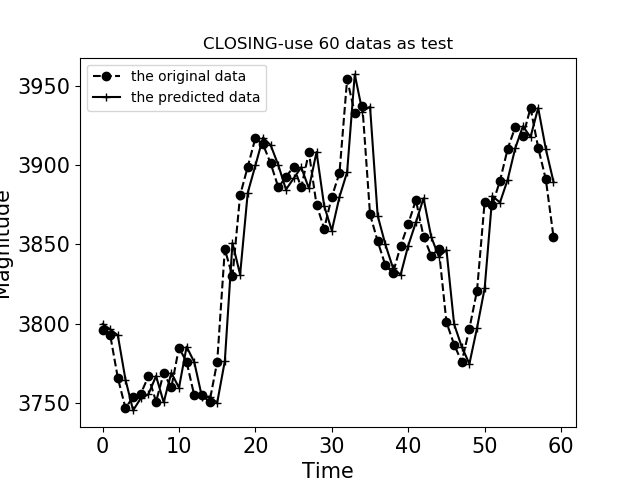 CLOSING-use 60 datas as test
the original data
the predicted data
Magnitude
3950
3900
3850
3800
3750
0 10 20 30 40 50 60
Time